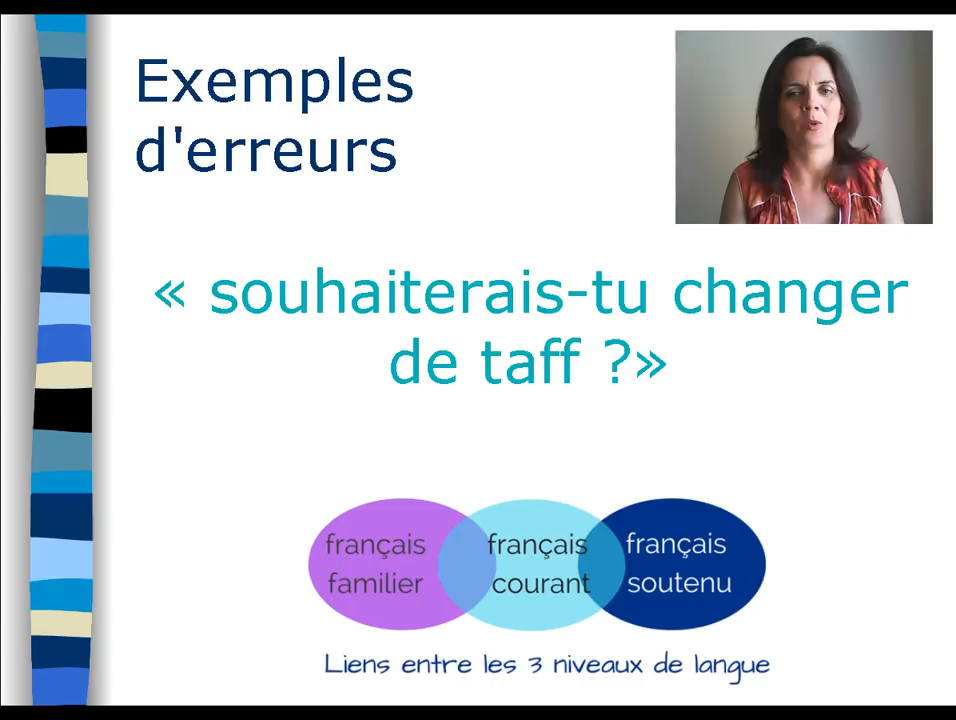 Exemples
d'erreurs
« souhaiterais-tu changer
de taff ?»
français familier
français courant
français soutenu
Liens entre les 3 niveaux de langue